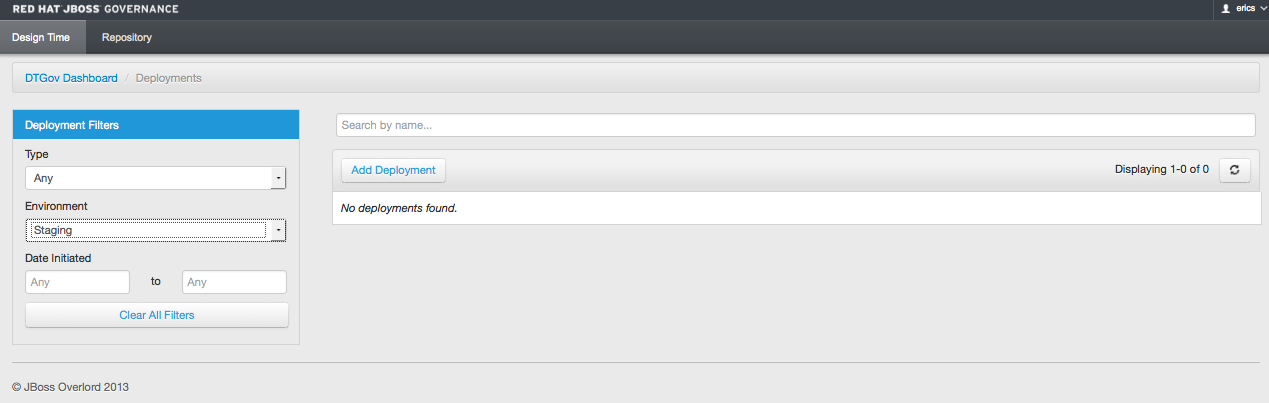 RED HAT JBOSS GOVERNANCE
erics
Design Time Repository
DTGov Dashboard / Deployments
Deployment Filters
Type
Any
Environment
Staging
Date Initiated
Any to Any
Clear All Filters
Search by name...
Add Deployment Displaying 1-0 of 0
No deployments found.
© JBoss Overlord 2013